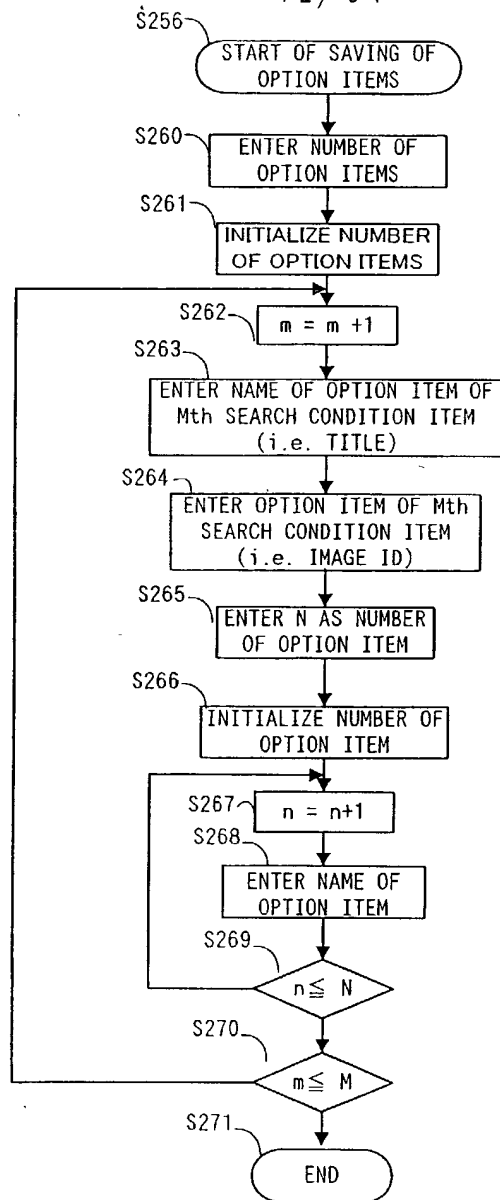 S256
START OF SAVING OF
OPTION ITEMS
S260
ENTER NUMBER OF
OPTION ITEMS
S261
INITIALIZE NUMBER
OF OPTION ITEMS
S262
m = m +1
S263
ENTER NAME OF OPTION ITEM OF
Mth SEARCH CONDITION ITEM
(i.e. TITLE)
S264
ENTER OPTION ITEM OF Mth
SEARCH CONDITION ITEM
(i.e. IMAGE ID)
S265
ENTER N AS NUMBER
OF OPTION ITEM
S266
INITIALIZE NUMBER OF
OPTION ITEM
S267
n = n+1
S268
ENTER NAME OF
OPTION ITEM
S269
n≦ N
S270
m≦ M
S271
END